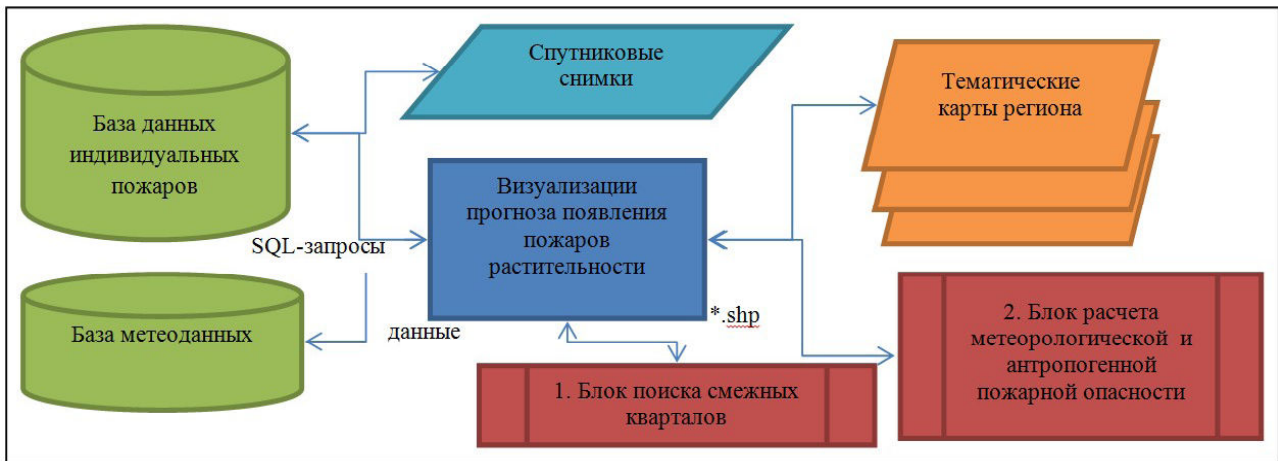 База данных
индивидуальных
пожаров
Спутниковые
снимки
Тематические
карты региона
Визуализации
прогноза появления
пожаров
растительности
SQL-запросы
База метеоданных
данные
*.shp
1. Блок поиска смежных
кварталов
2. Блок расчета
метеорологической и
антропогенной
пожарной опасности